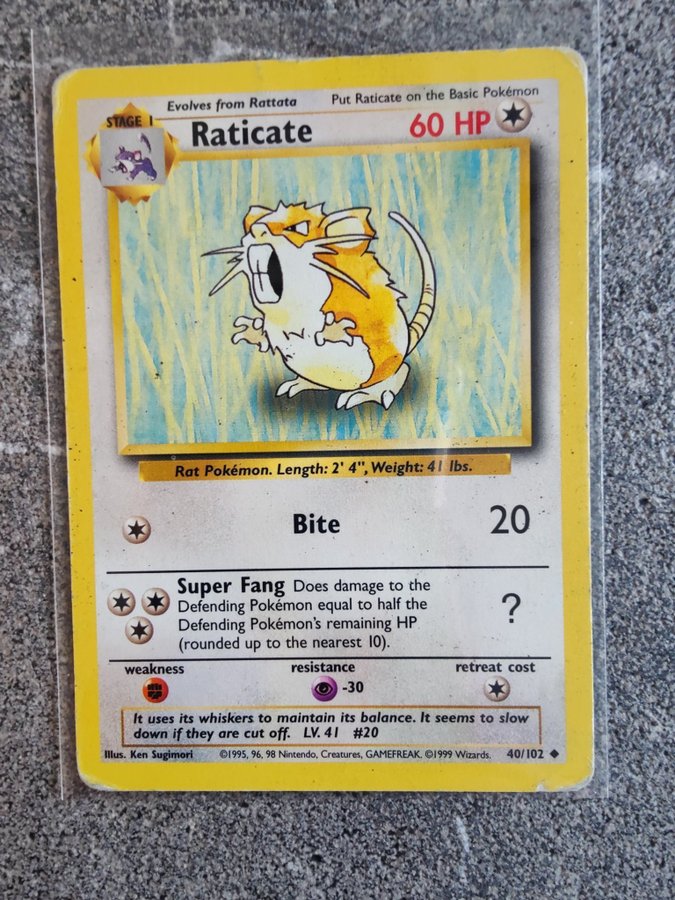 Evolves from Rattata
Put Raticate on the Basic Pokémon
STAGE 1
Raticate
60 HP
Rat Pokémon. Length: 2' 4", Weight: 41 lbs.
Bite 20
Super Fang Does damage to the
Defending Pokémon equal to half the
Defending Pokémon's remaining HP
(rounded up to the nearest 10).
?
weakness resistance retreat cost
-30
It uses its whiskers to maintain its balance. It seems to slow
down if they are cut off. LV. 41 #20
Illus. Ken Sugimori ©1995, 96, 98 Nintendo, Creatures, GAMEFREAK. ©1999 Wizards. 40/102